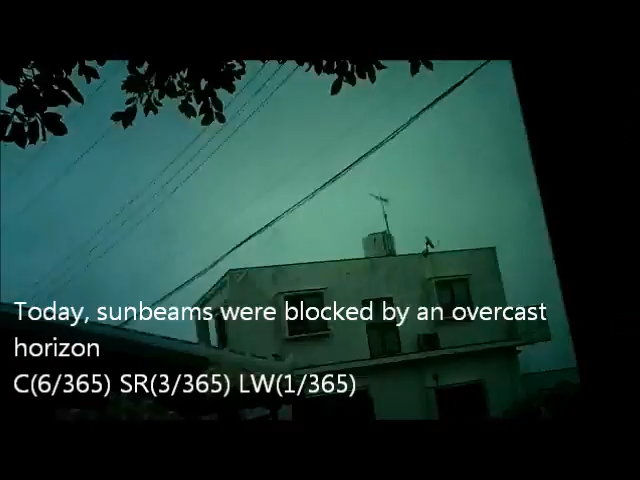 Today, sunbeams were blocked by an overcast
horizon
C(6/365) SR(3/365) LW(1/365)